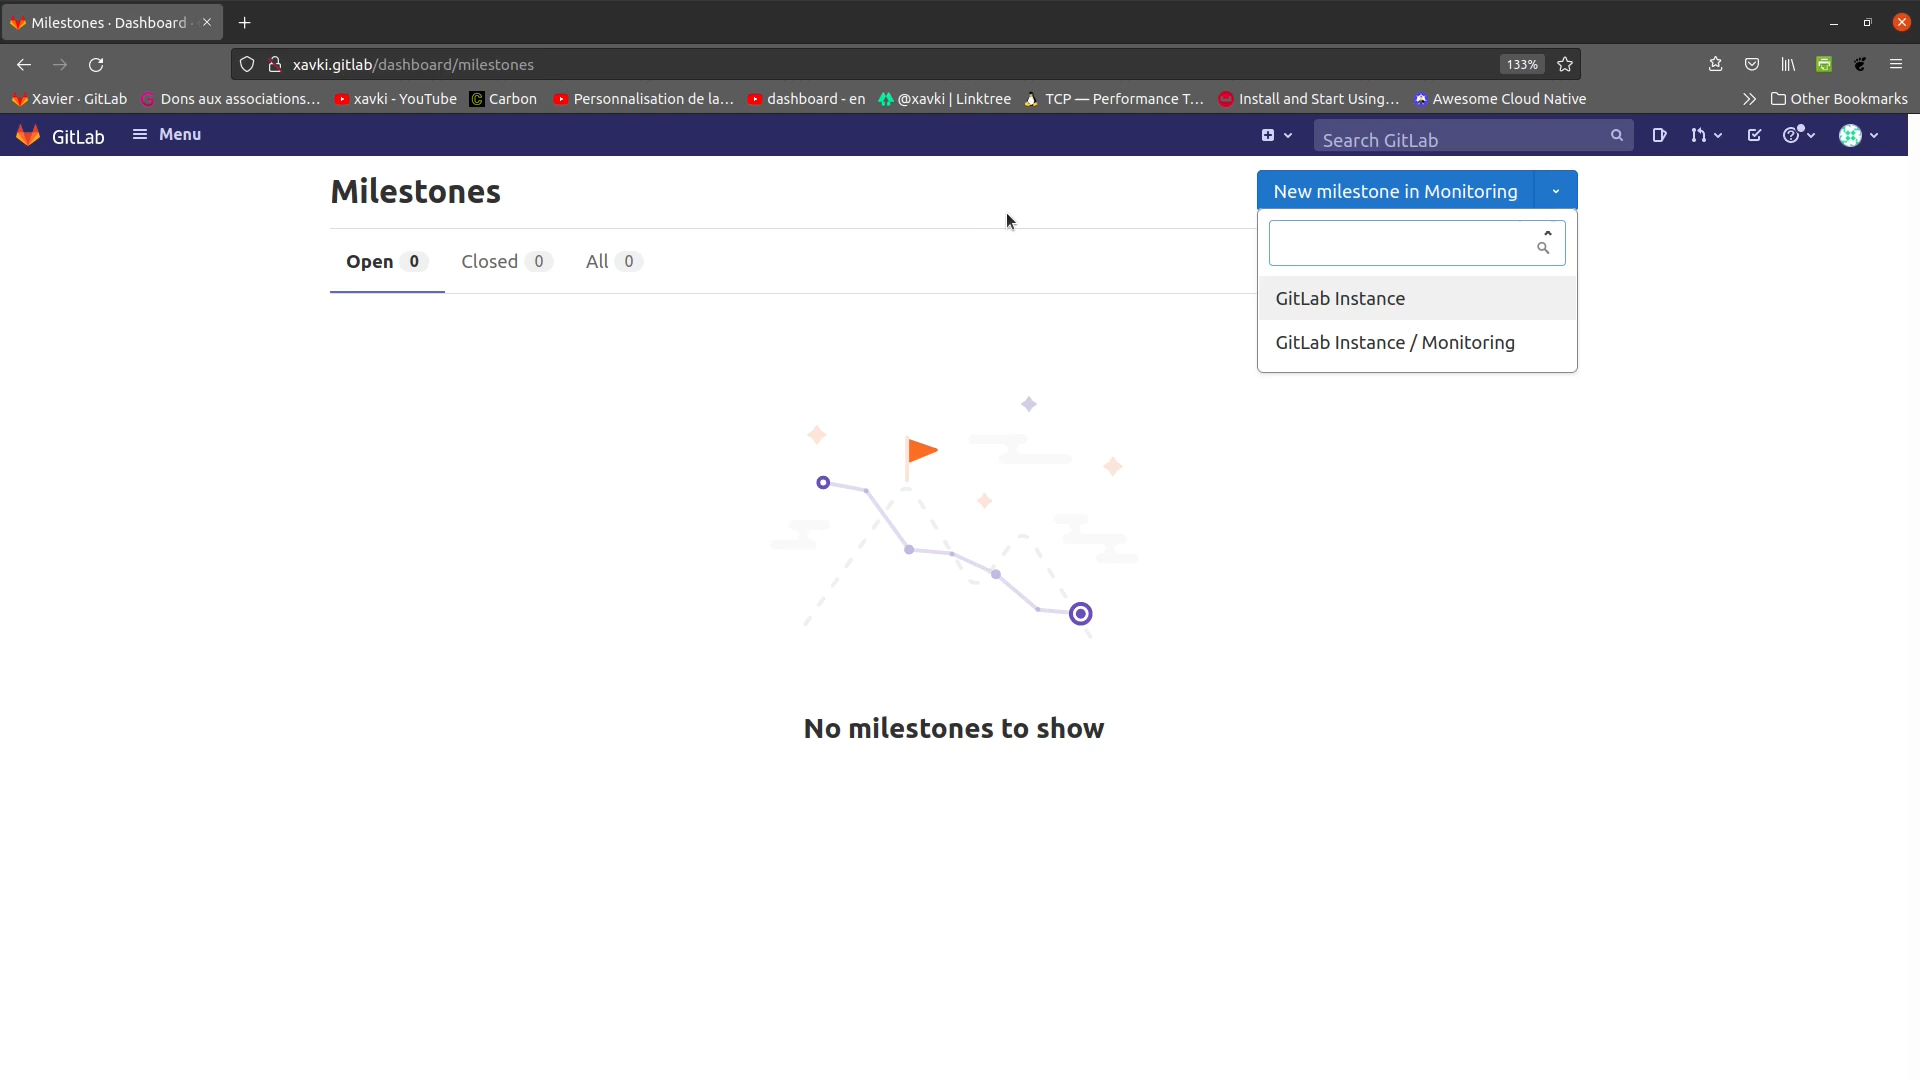 Milestones · Dashboard ·
xavki.gitlab/dashboard/milestones
133%
Xavier · GitLab
Dons aux associations...
xavki - YouTube
Carbon
Personnalisation de la...
dashboard - en
@xavki | Linktree
TCP — Performance T...
Install and Start Using...
Awesome Cloud Native
Other Bookmarks
GitLab
Menu
Search GitLab
Milestones
New milestone in Monitoring
Open 0
Closed 0
All 0
GitLab Instance
GitLab Instance / Monitoring
No milestones to show